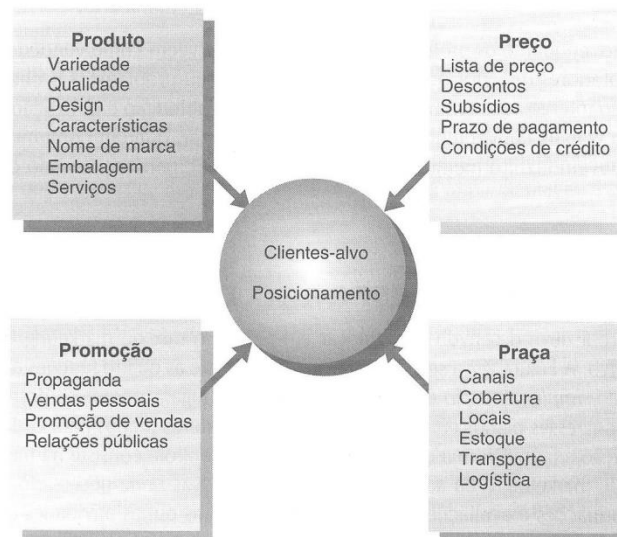 Produto
Variedade
Qualidade
Design
Características
Nome de marca
Embalagem
Serviços
Preço
Lista de preço
Descontos
Subsídios
Prazo de pagamento
Condições de crédito
Clientes-alvo
Posicionamento
Promoção
Propaganda
Vendas pessoais
Promoção de vendas
Relações públicas
Praça
Canais
Cobertura
Locais
Estoque
Transporte
Logística